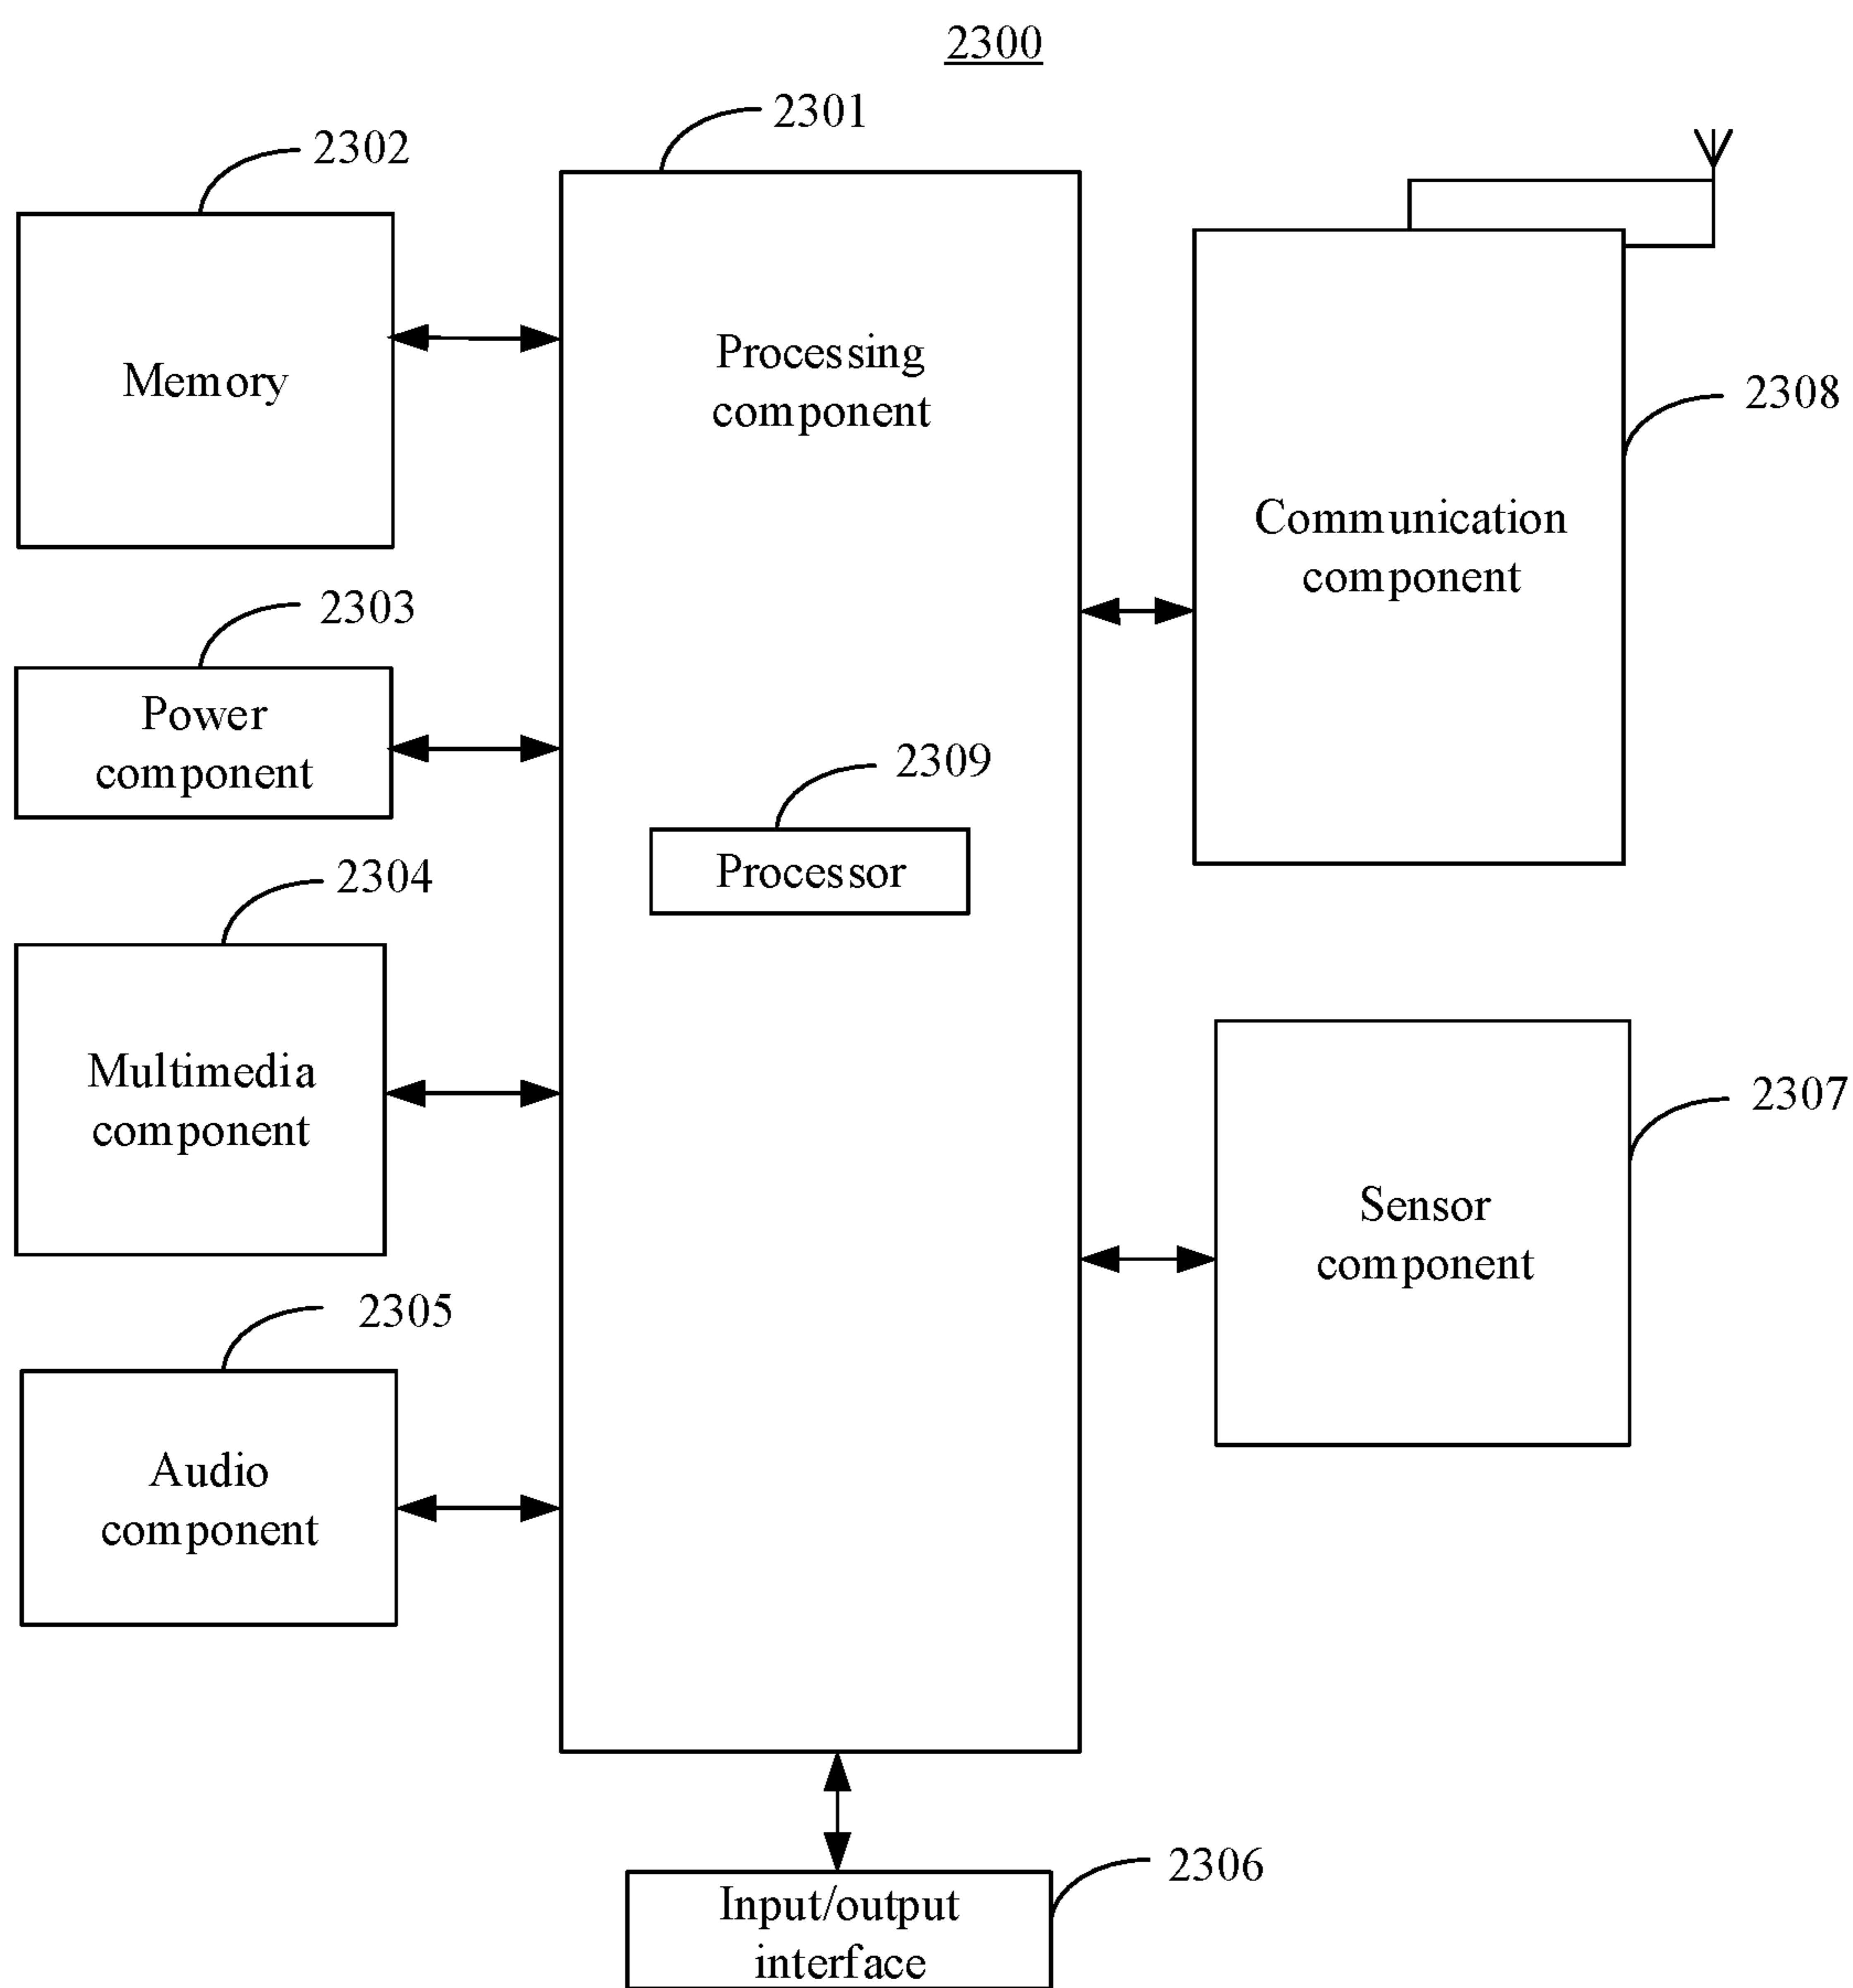 2300
2301
2302
Memory
Processing
component
2308
Communication
component
2303
Power
component
2309
Processor
2304
Multimedia
component
2307
Sensor
component
2305
Audio
component
2306
Input/output
interface